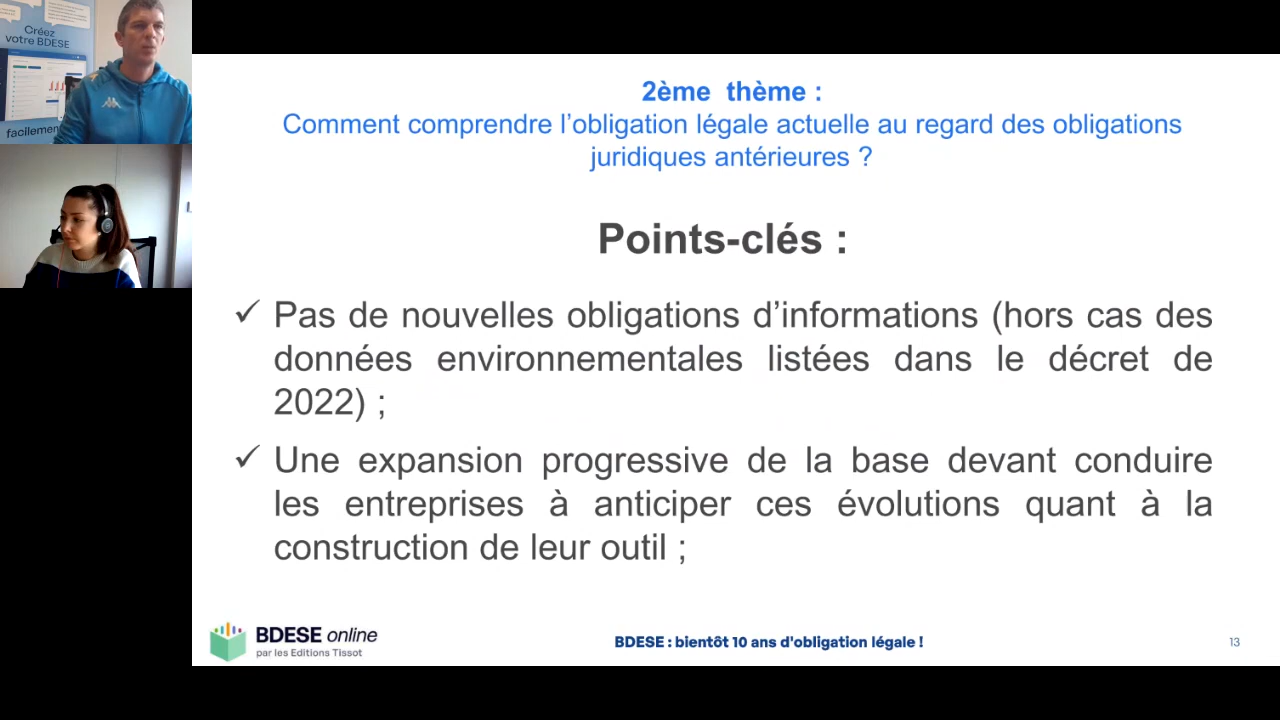 Créez
votre BDESE
facilemen
2ème thème :
Comment comprendre l’obligation légale actuelle au regard des obligations
juridiques antérieures ?
Points-clés :
✓ Pas de nouvelles obligations d’informations (hors cas des
données environnementales listées dans le décret de
2022) ;
✓ Une expansion progressive de la base devant conduire
les entreprises à anticiper ces évolutions quant à la
construction de leur outil ;
BDESE online
par les Editions Tissot
BDESE : bientôt 10 ans d'obligation légale !
13